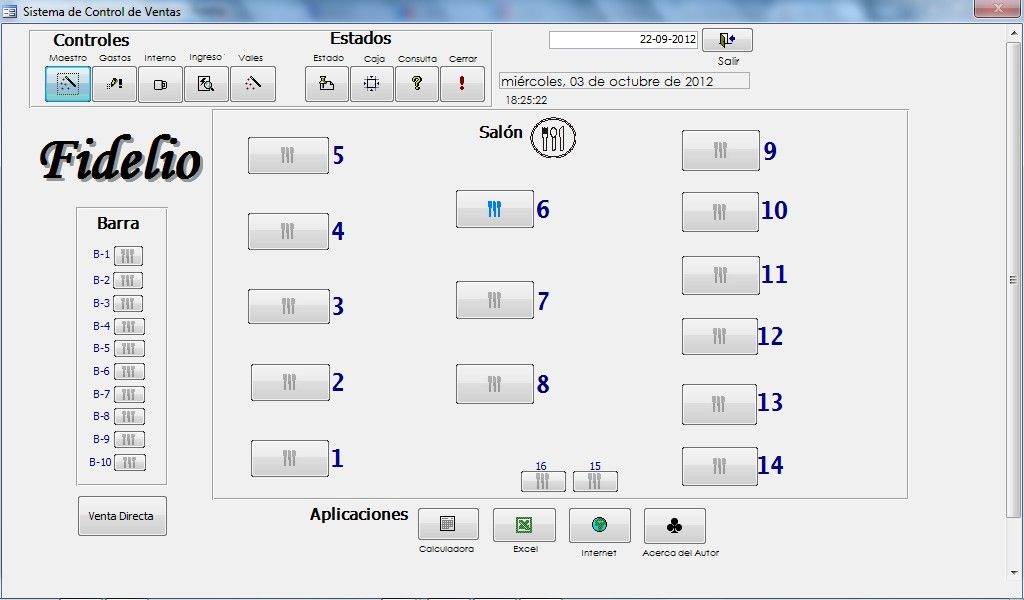 Sistema de Control de Ventas
Controles
Maestro Gastos Interno Ingreso Vales
Estados
Estado Caja Consulta Cerrar
22-09-2012
Salir
miércoles, 03 de octubre de 2012
18:25:22
Fidelio
Salón
5
4
3
2
1
6
7
8
9
10
11
12
13
14
16 15
Barra
B-1
B-2
B-3
B-4
B-5
B-6
B-7
B-8
B-9
B-10
Venta Directa
Aplicaciones
Calculadora Excel Internet Acerca del Autor